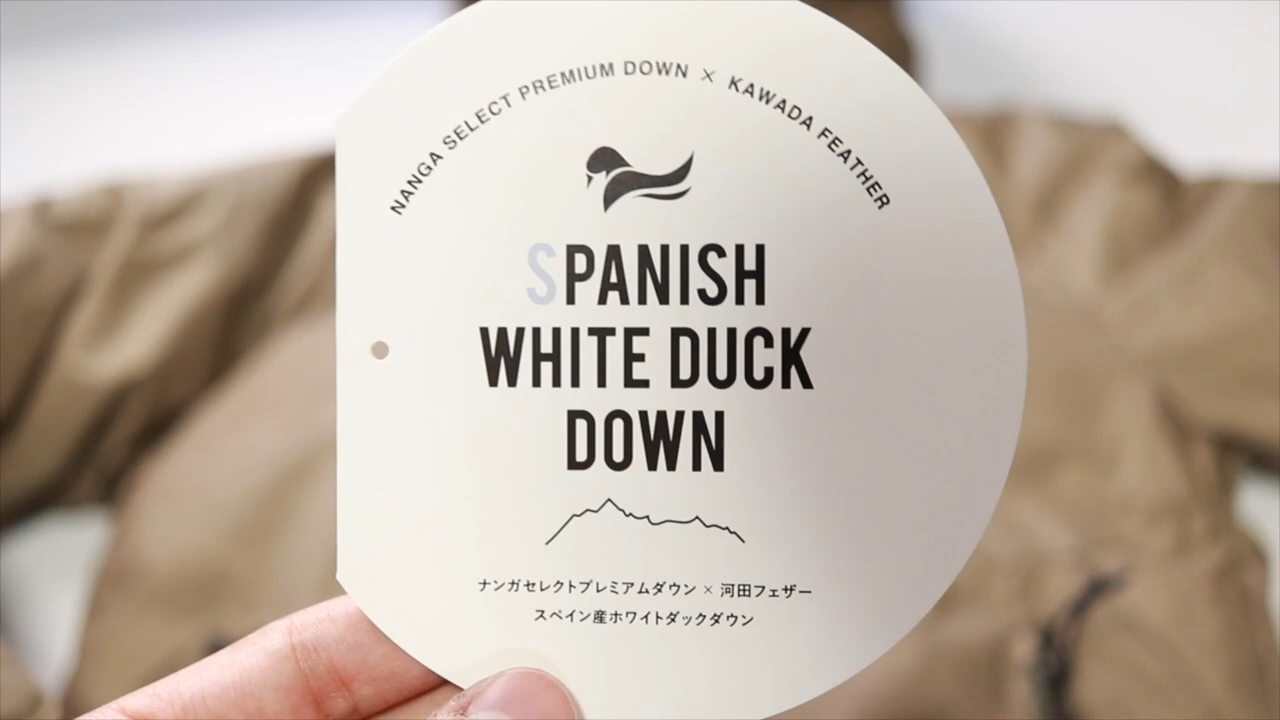 NANGA SELECT PREMIUM DOWN × KAWADA FEATHER
SPANISH
WHITE DUCK
DOWN
ナンガセレクトプレミアムダウン × 河田フェザー
スペイン産ホワイトダックダウン